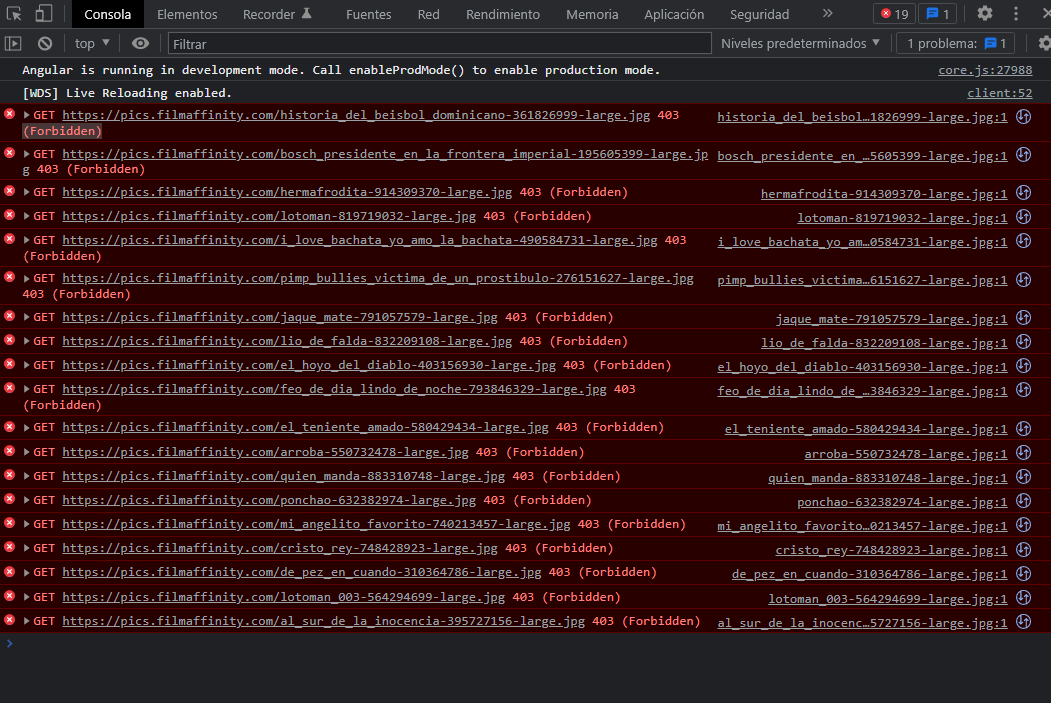 Consola Elementos Recorder Fuentes Red Rendimiento Memoria Aplicación Seguridad » 19 1
top Filtrar Niveles predeterminados 1 problema: 1
Angular is running in development mode. Call enableProdMode() to enable production mode. core.js:27988
[WDS] Live Reloading enabled. client:52
GET https://pics.filmaffinity.com/historia_del_beisbol_dominicano-361826999-large.jpg 403 historia_del_beisbol…1826999-large.jpg:1
(Forbidden)
GET https://pics.filmaffinity.com/bosch_presidente_en_la_frontera_imperial-195605399-large.jp bosch_presidente_en_…5605399-large.jpg:1
g 403 (Forbidden)
GET https://pics.filmaffinity.com/hermafrodita-914309370-large.jpg 403 (Forbidden) hermafrodita-914309370-large.jpg:1
GET https://pics.filmaffinity.com/lotoman-819719032-large.jpg 403 (Forbidden) lotoman-819719032-large.jpg:1
GET https://pics.filmaffinity.com/i_love_bachata_yo_amo_la_bachata-490584731-large.jpg 403 i_love_bachata_yo_am…0584731-large.jpg:1
(Forbidden)
GET https://pics.filmaffinity.com/pimp_bullies_victima_de_un_prostibulo-276151627-large.jpg pimp_bullies_victima…6151627-large.jpg:1
403 (Forbidden)
GET https://pics.filmaffinity.com/jaque_mate-791057579-large.jpg 403 (Forbidden) jaque_mate-791057579-large.jpg:1
GET https://pics.filmaffinity.com/lio_de_falda-832209108-large.jpg 403 (Forbidden) lio_de_falda-832209108-large.jpg:1
GET https://pics.filmaffinity.com/el_hoyo_del_diablo-403156930-large.jpg 403 (Forbidden) el_hoyo_del_diablo-403156930-large.jpg:1
GET https://pics.filmaffinity.com/feo_de_dia_lindo_de_noche-793846329-large.jpg 403 feo_de_dia_lindo_de_…3846329-large.jpg:1
(Forbidden)
GET https://pics.filmaffinity.com/el_teniente_amado-580429434-large.jpg 403 (Forbidden) el_teniente_amado-580429434-large.jpg:1
GET https://pics.filmaffinity.com/arroba-550732478-large.jpg 403 (Forbidden) arroba-550732478-large.jpg:1
GET https://pics.filmaffinity.com/quien_manda-883310748-large.jpg 403 (Forbidden) quien_manda-883310748-large.jpg:1
GET https://pics.filmaffinity.com/ponchao-632382974-large.jpg 403 (Forbidden) ponchao-632382974-large.jpg:1
GET https://pics.filmaffinity.com/mi_angelito_favorito-740213457-large.jpg 403 (Forbidden) mi_angelito_favorito…0213457-large.jpg:1
GET https://pics.filmaffinity.com/cristo_rey-748428923-large.jpg 403 (Forbidden) cristo_rey-748428923-large.jpg:1
GET https://pics.filmaffinity.com/de_pez_en_cuando-310364786-large.jpg 403 (Forbidden) de_pez_en_cuando-310364786-large.jpg:1
GET https://pics.filmaffinity.com/lotoman_003-564294699-large.jpg 403 (Forbidden) lotoman_003-564294699-large.jpg:1
GET https://pics.filmaffinity.com/al_sur_de_la_inocencia-395727156-large.jpg 403 (Forbidden) al_sur_de_la_inocenc…5727156-large.jpg:1